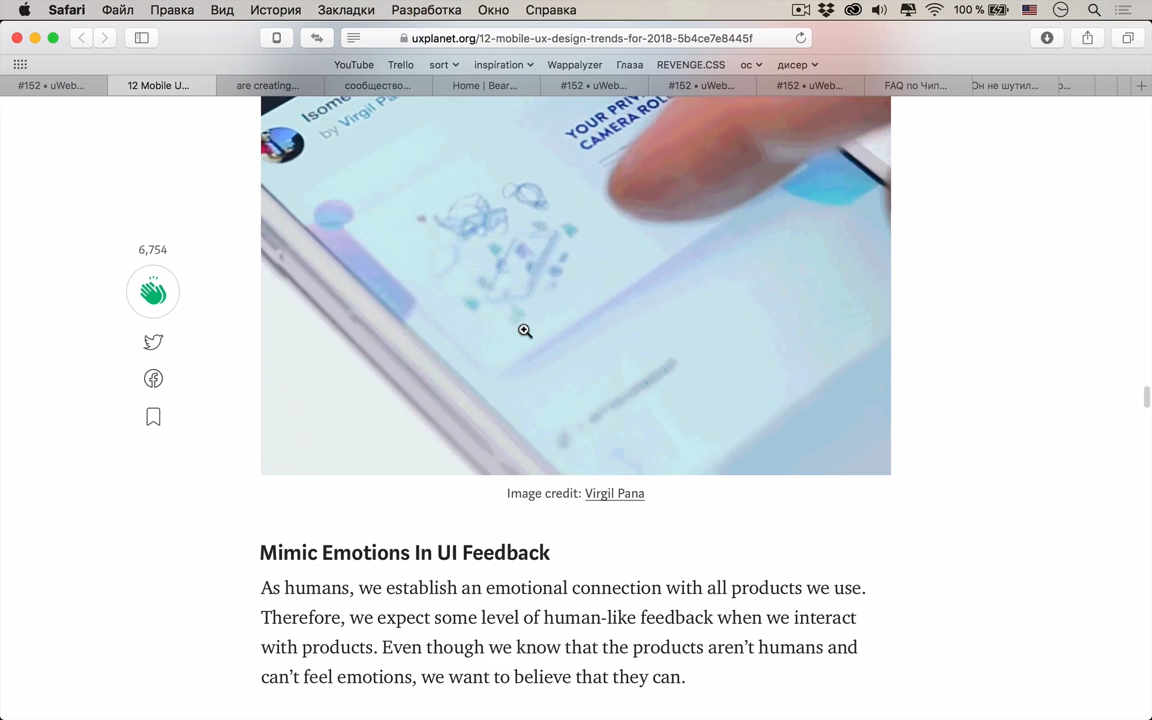 Safari Файл Правка Вид История Закладки Разработка Окно Справка 100 %
uxplanet.org/12-mobile-ux-design-trends-for-2018-5b4ce7e8445f
YouTube Trello sort inspiration Wappalyzer Глаза REVENGE.CSS ос дисер
#152 • uWeb... 12 Mobile U... are creating... сообщество... Home | Bear... #152 • uWeb... #152 • uWeb... #152 • uWeb... FAQ по Чип... Он не шутил...
by Virgil
YOUR
CAMERA ROLL
6,754
Image credit: Virgil Pana
Mimic Emotions In UI Feedback
As humans, we establish an emotional connection with all products we use.
Therefore, we expect some level of human-like feedback when we interact
with products. Even though we know that the products aren’t humans and
can’t feel emotions, we want to believe that they can.